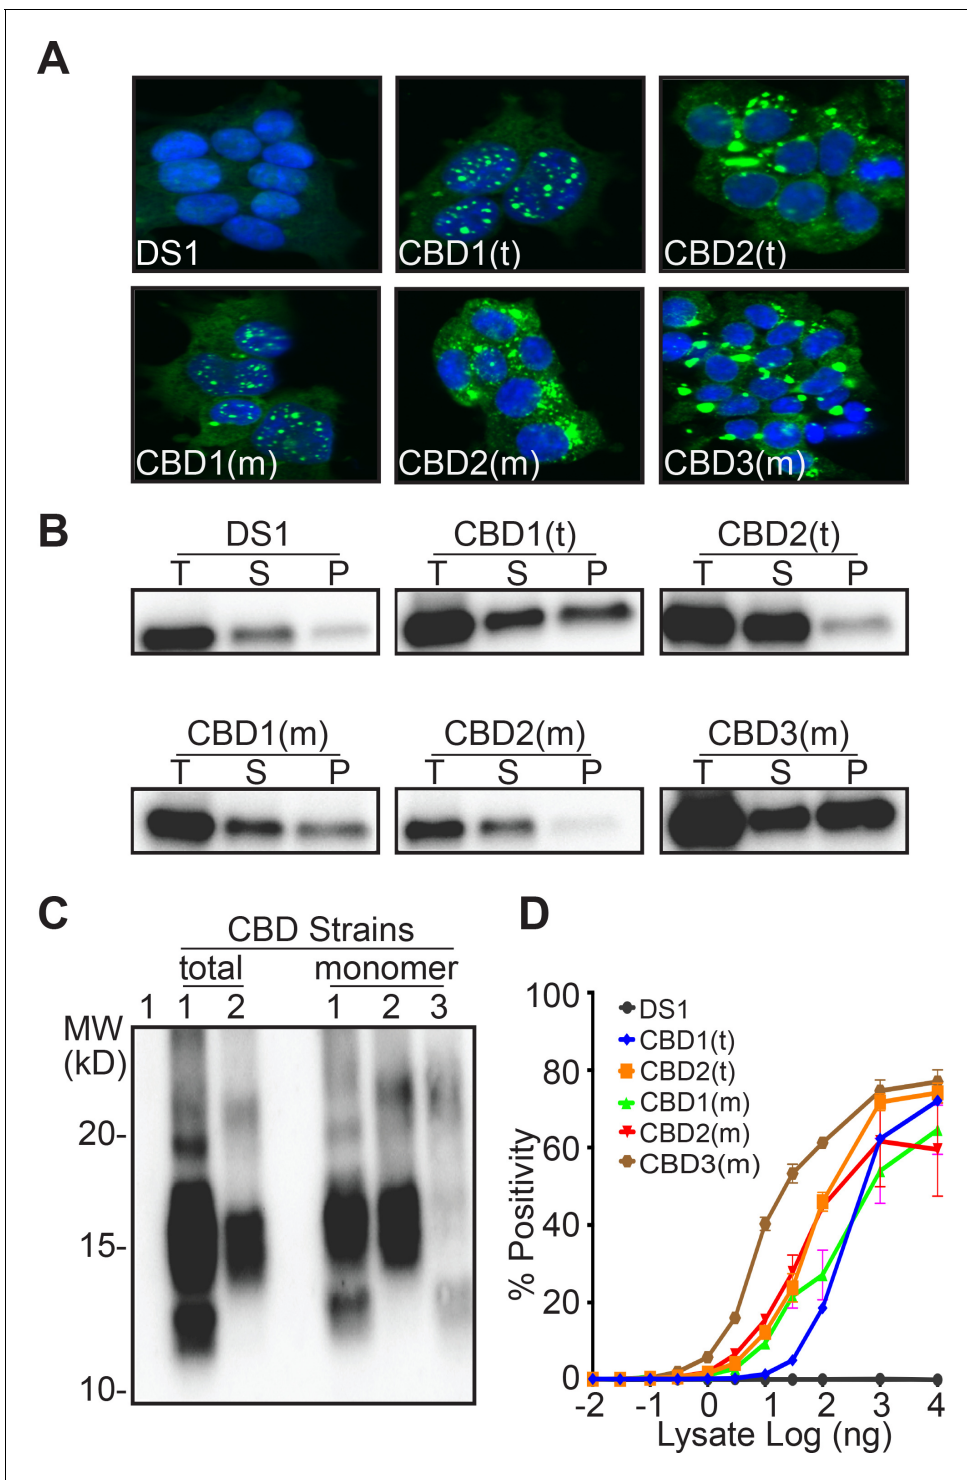 A
DS1
CBD1(t)
CBD2(t)
CBD1(m)
CBD2(m)
CBD3(m)
B
DS1
CBD1(t)
CBD2(t)
T S P
T S P
T S P
CBD1(m)
CBD2(m)
CBD3(m)
T S P
T S P
T S P
C
CBD Strains
total
monomer
1 1 2 1 2 3
MW
(kD)
20-
15-
10-
D
% Positivity
100
80
60
40
20
0
DS1
CBD1(t)
CBD2(t)
CBD1(m)
CBD2(m)
CBD3(m)
-2 -1 0 1 2 3 4
Lysate Log (ng)